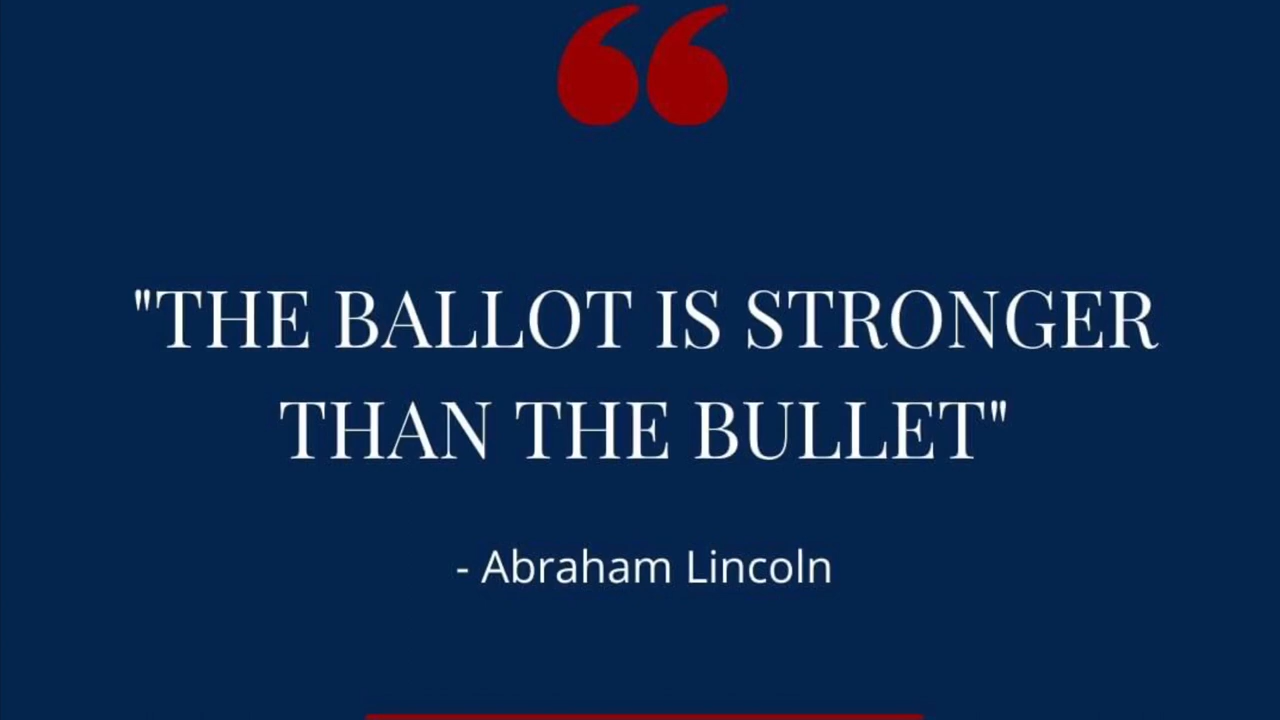 "THE BALLOT IS STRONGER
THAN THE BULLET"
- Abraham Lincoln